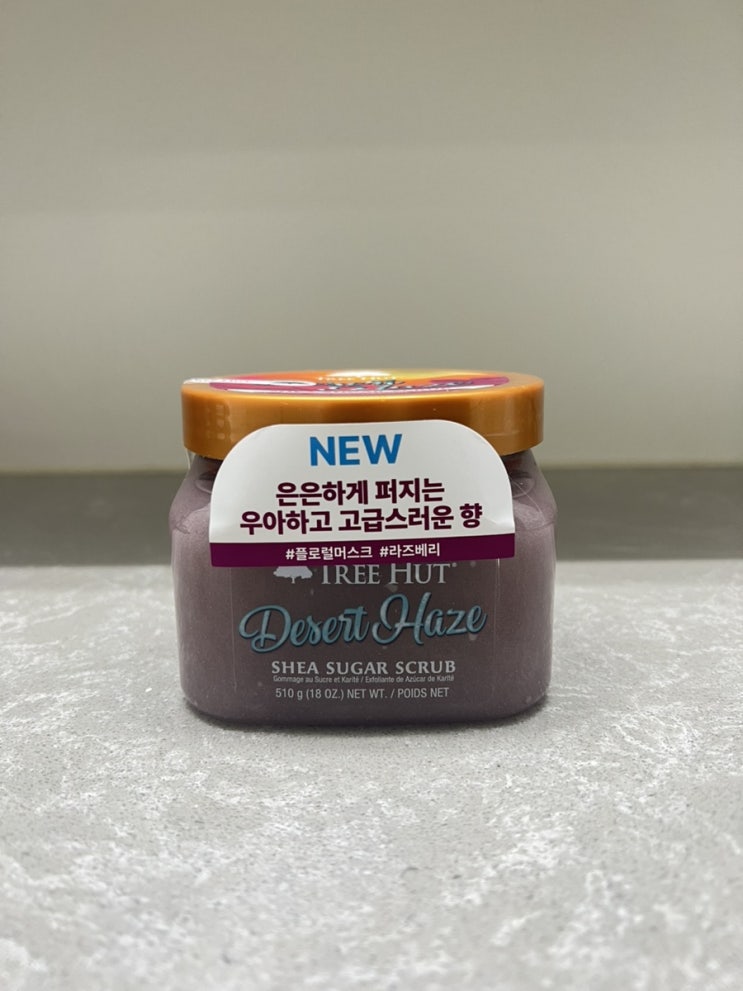 NEW
은은하게 퍼지는
우아하고 고급스러운 향
#플로럴머스크 #라즈베리
TREE HUT
Desert Haze
SHEA SUGAR SCRUB
Gommage au Sucre et Karité / Exfoliante de Azúcar de Karité
510 g (18 OZ.) NET WT. / POIDS NET